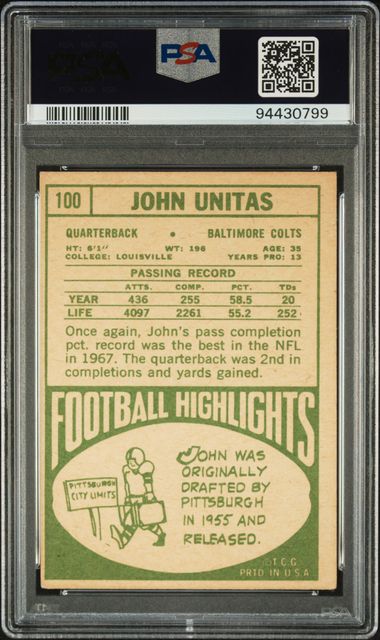 PSA
94430799
100 JOHN UNITAS
QUARTERBACK • BALTIMORE COLTS
HT: 6'1" WT: 196 AGE: 35
COLLEGE: LOUISVILLE YEARS PRO: 13
PASSING RECORD
ATTS. COMP. PCT. TDs
YEAR 436 255 58.5 20
LIFE 4097 2261 55.2 252
Once again, John's pass completion
pct. record was the best in the NFL
in 1967. The quarterback was 2nd in
completions and yards gained.
FOOTBALL HIGHLIGHTS
PITTSBURGH
CITY LIMITS
JOHN WAS
ORIGINALLY
DRAFTED BY
PITTSBURGH
IN 1955 AND
RELEASED.
© T.C.G.
PRTD IN U.S.A